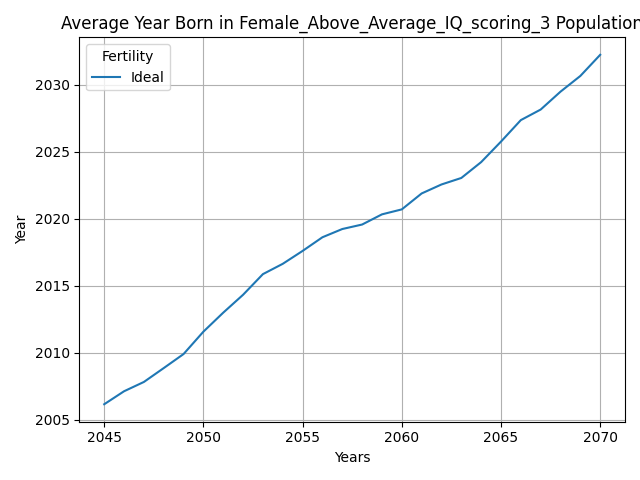 Average Year Born in Female_Above_Average_IQ_scoring_3 Population
Fertility
Ideal
2030
2025
2020
2015
2010
2005
Year
2045 2050 2055 2060 2065 2070
Years